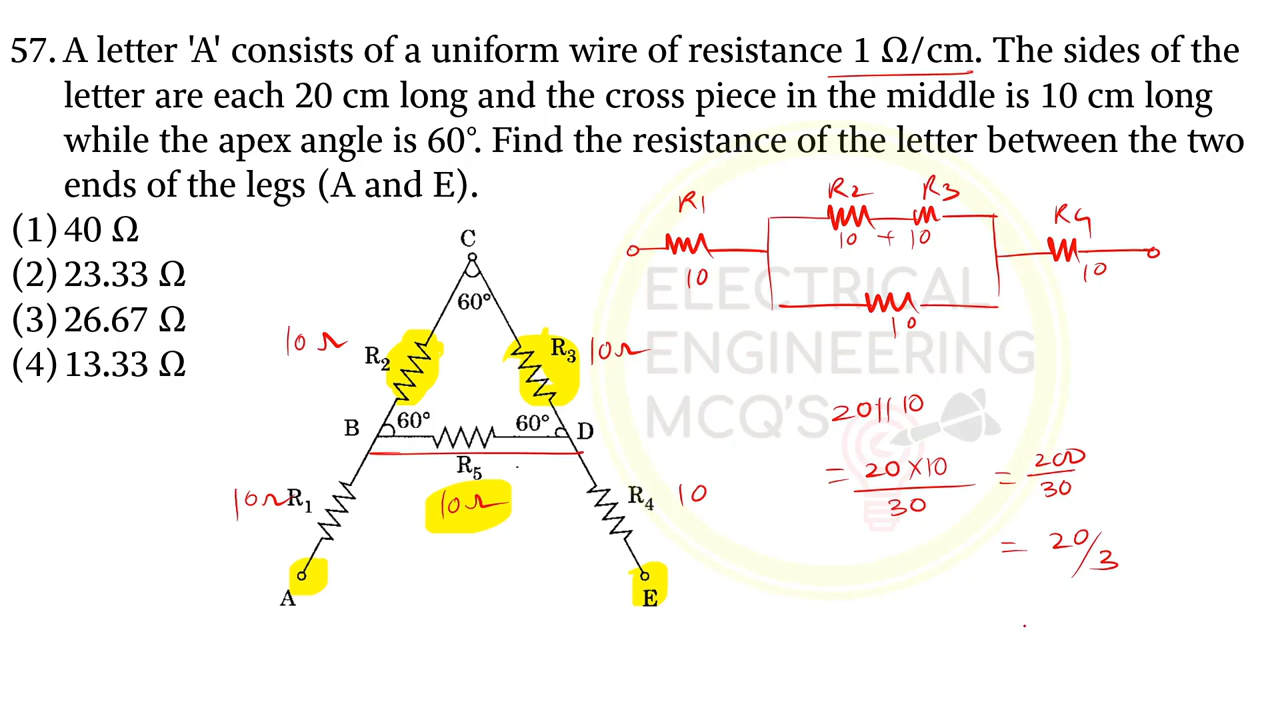 57. A letter 'A' consists of a uniform wire of resistance 1 Ω/cm. The sides of the
letter are each 20 cm long and the cross piece in the middle is 10 cm long
while the apex angle is 60°. Find the resistance of the letter between the two
ends of the legs (A and E).
(1) 40 Ω
(2) 23.33 Ω
(3) 26.67 Ω
(4) 13.33 Ω
C
60°
10 Ω R₂
R₃ 10Ω
B 60° 60° D
R₅
10Ω R₁ 10Ω R₄ 10
A E
R1 R2 R3 R4
10 10 + 10 10
10
ELECTRICAL
ENGINEERING
MCQ'S
20 || 10
= 20 × 10 / 30 = 200 / 30
= 20/3